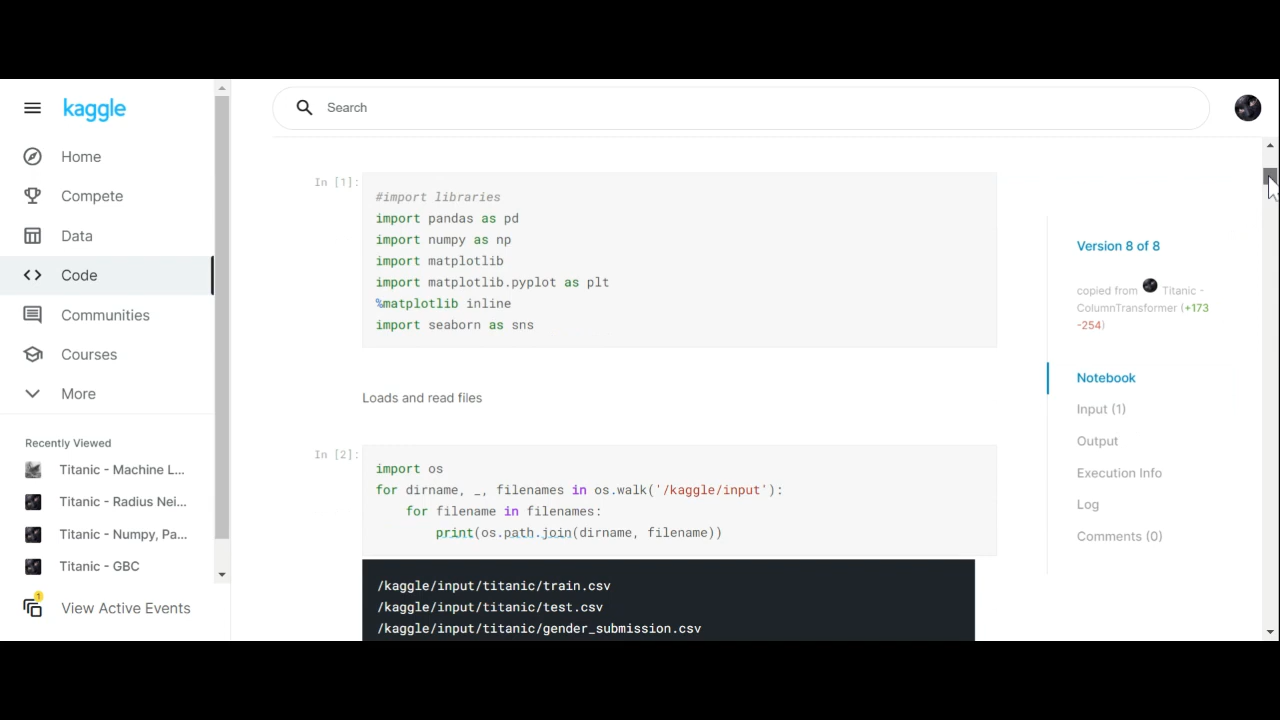 kaggle
Search
Home
Compete
Data
Code
Communities
Courses
More
Recently Viewed
Titanic - Machine L...
Titanic - Radius Nei...
Titanic - Numpy, Pa...
Titanic - GBC
1
View Active Events
In [1]:
#import libraries
import pandas as pd
import numpy as np
import matplotlib
import matplotlib.pyplot as plt
%matplotlib inline
import seaborn as sns
Loads and read files
In [2]:
import os
for dirname, _, filenames in os.walk('/kaggle/input'):
    for filename in filenames:
        print(os.path.join(dirname, filename))
/kaggle/input/titanic/train.csv
/kaggle/input/titanic/test.csv
/kaggle/input/titanic/gender_submission.csv
Version 8 of 8
copied from Titanic -
ColumnTransformer (+173
-254)
Notebook
Input (1)
Output
Execution Info
Log
Comments (0)